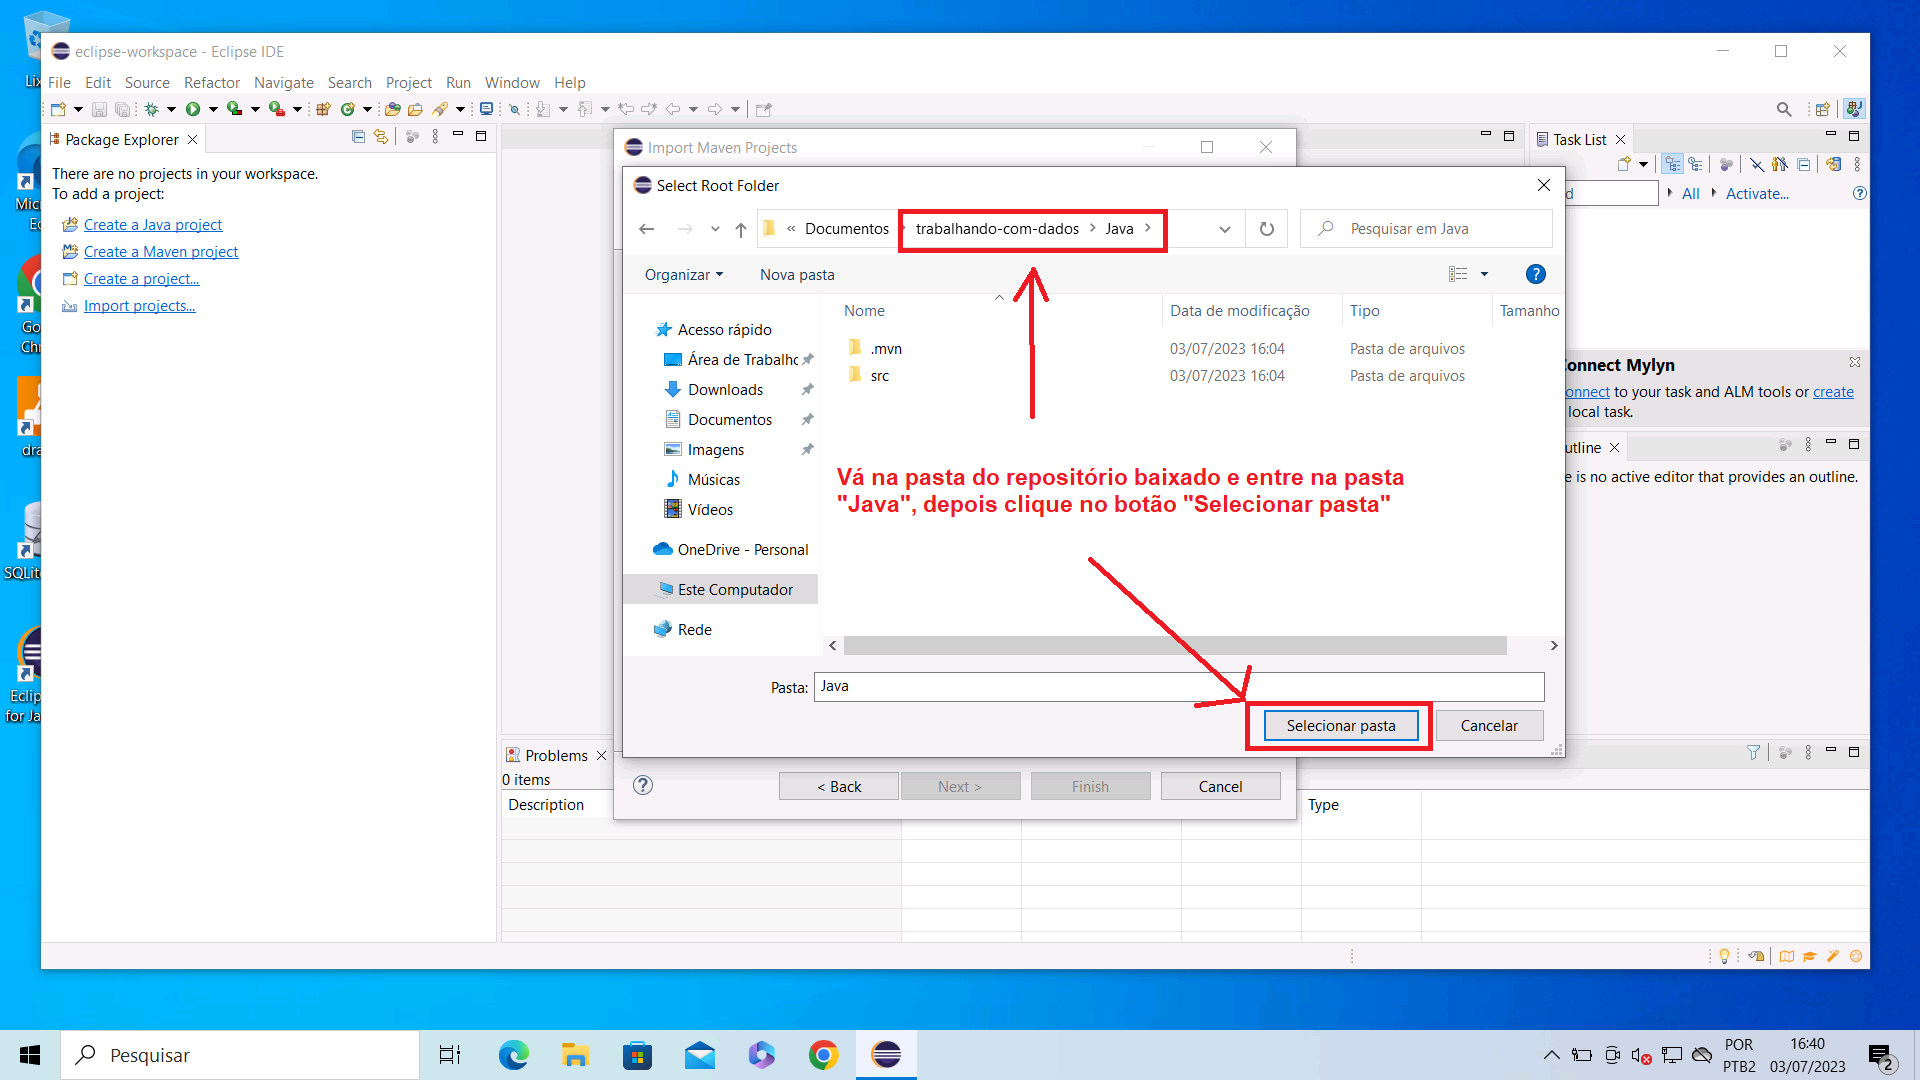 eclipse-workspace - Eclipse IDE
File Edit Source Refactor Navigate Search Project Run Window Help
Package Explorer
There are no projects in your workspace.
To add a project:
Create a Java project
Create a Maven project
Create a project...
Import projects...
Import Maven Projects
Select Root Folder
« Documentos trabalhando-com-dados > Java >
Pesquisar em Java
Organizar Nova pasta
?
Nome Data de modificação Tipo Tamanho
.mvn 03/07/2023 16:04 Pasta de arquivos
src 03/07/2023 16:04 Pasta de arquivos
Acesso rápido
Área de Trabalho
Downloads
Documentos
Imagens
Músicas
Vídeos
OneDrive - Personal
Este Computador
Rede
Vá na pasta do repositório baixado e entre na pasta
"Java", depois clique no botão "Selecionar pasta"
Pasta: Java
Selecionar pasta Cancelar
? < Back Next > Finish Cancel
Task List
d All Activate... ?
onnect Mylyn
onnect to your task and ALM tools or create
local task.
utline
e is no active editor that provides an outline.
Problems
0 items
Description Type
Lix
Mic
Ec
Go
Chr
dra
SQLite
Eclip
for Ja
Pesquisar
POR
PTB2
16:40
03/07/2023
2